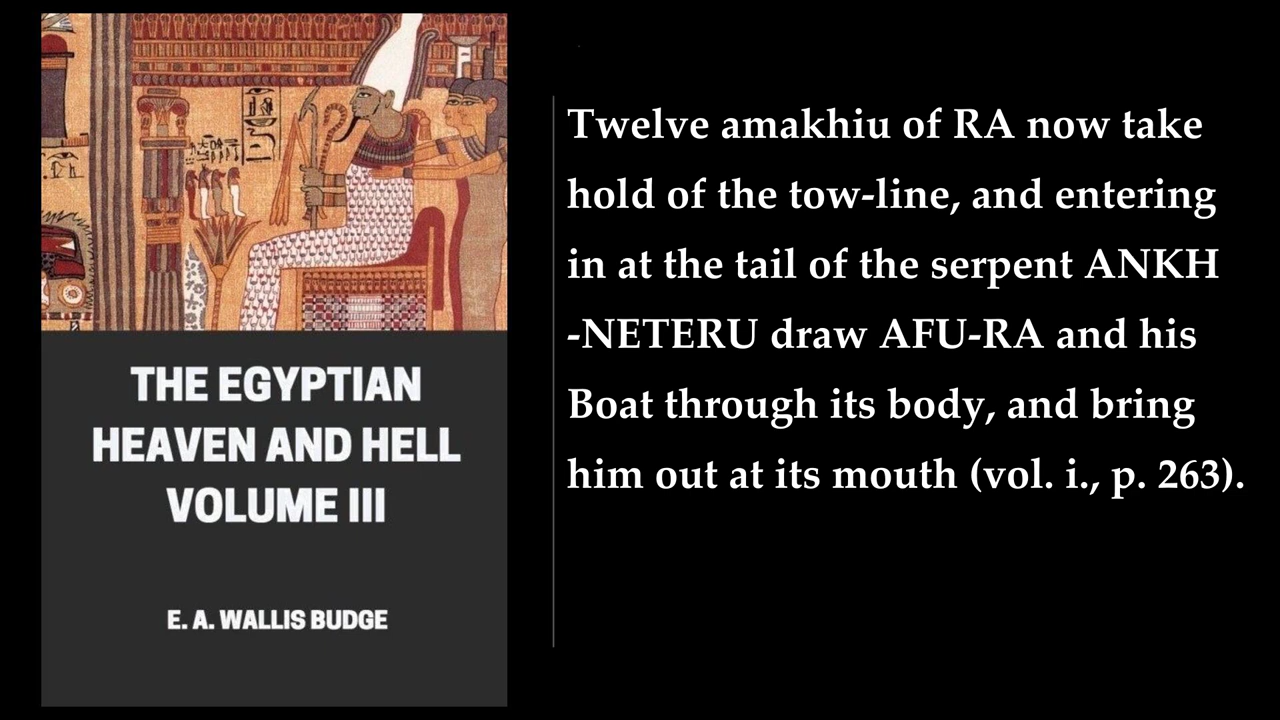 THE EGYPTIAN
HEAVEN AND HELL
VOLUME III
E. A. WALLIS BUDGE
Twelve amakhiu of RA now take
hold of the tow-line, and entering
in at the tail of the serpent ANKH
-NETERU draw AFU-RA and his
Boat through its body, and bring
him out at its mouth (vol. i., p. 263).